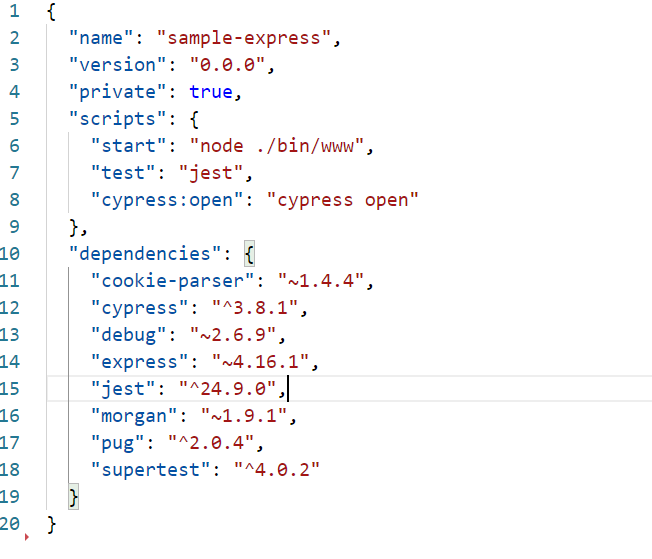 1 {
2 "name": "sample-express",
3 "version": "0.0.0",
4 "private": true,
5 "scripts": {
6 "start": "node ./bin/www",
7 "test": "jest",
8 "cypress:open": "cypress open"
9 },
10 "dependencies": {
11 "cookie-parser": "~1.4.4",
12 "cypress": "^3.8.1",
13 "debug": "~2.6.9",
14 "express": "~4.16.1",
15 "jest": "^24.9.0",
16 "morgan": "~1.9.1",
17 "pug": "^2.0.4",
18 "supertest": "^4.0.2"
19 }
20 }